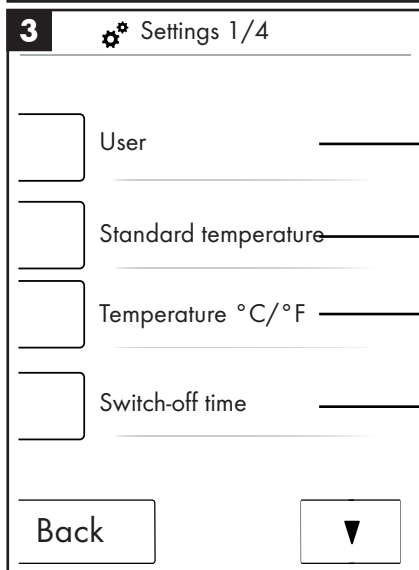 3
Settings 1/4
User
Standard temperature
Temperature °C/°F
Switch-off time
Back